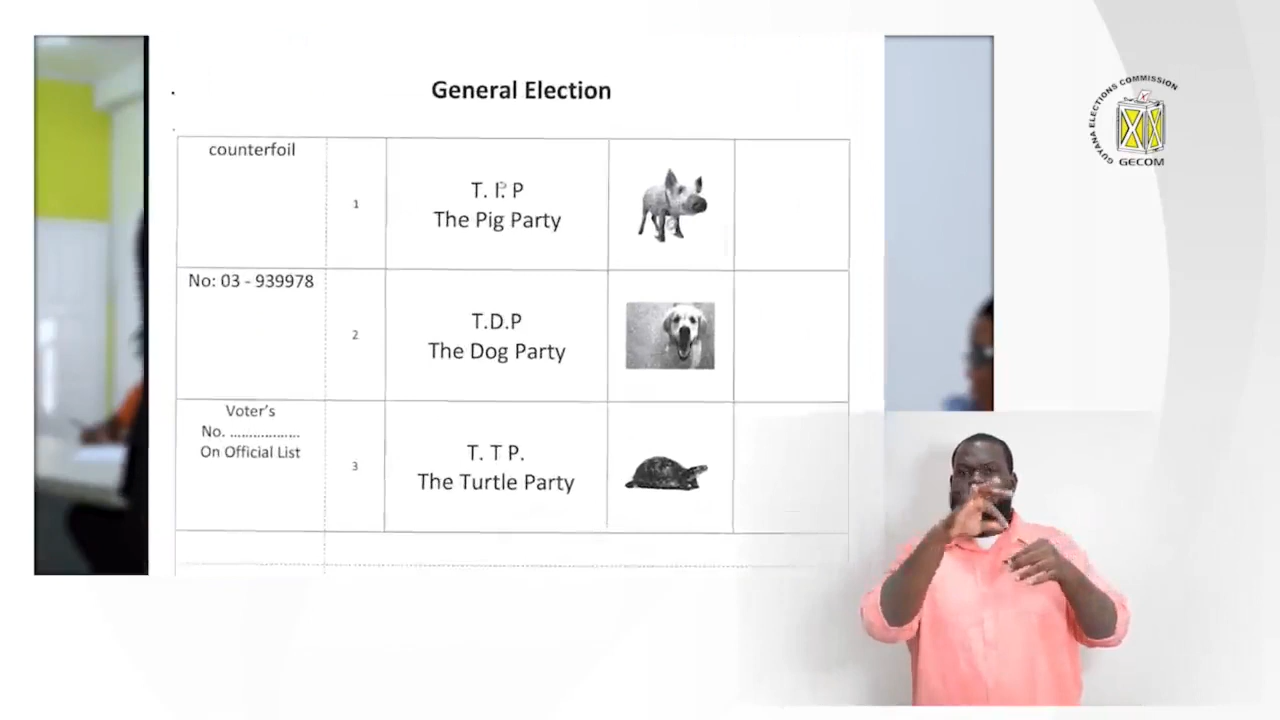 General Election
counterfoil
1
T. P. P
The Pig Party
No: 03 - 939978
2
T.D.P
The Dog Party
Voter's
No. ..................
On Official List
3
T. T P.
The Turtle Party
GUYANA ELECTIONS COMMISSION
GECOM